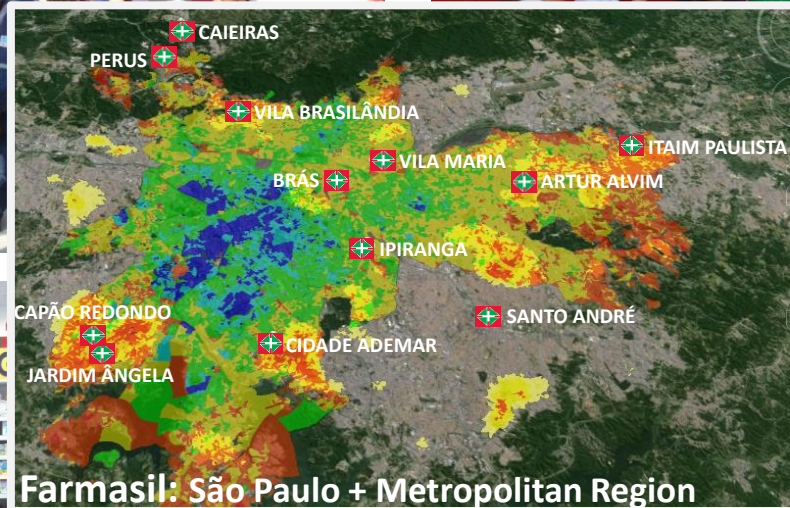 CAIEIRAS
PERUS
VILA BRASILÂNDIA
VILA MARIA
ITAIM PAULISTA
BRÁS
ARTUR ALVIM
IPIRANGA
CAPÃO REDONDO
SANTO ANDRÉ
CIDADE ADEMAR
JARDIM ÂNGELA
Farmasil: São Paulo + Metropolitan Region